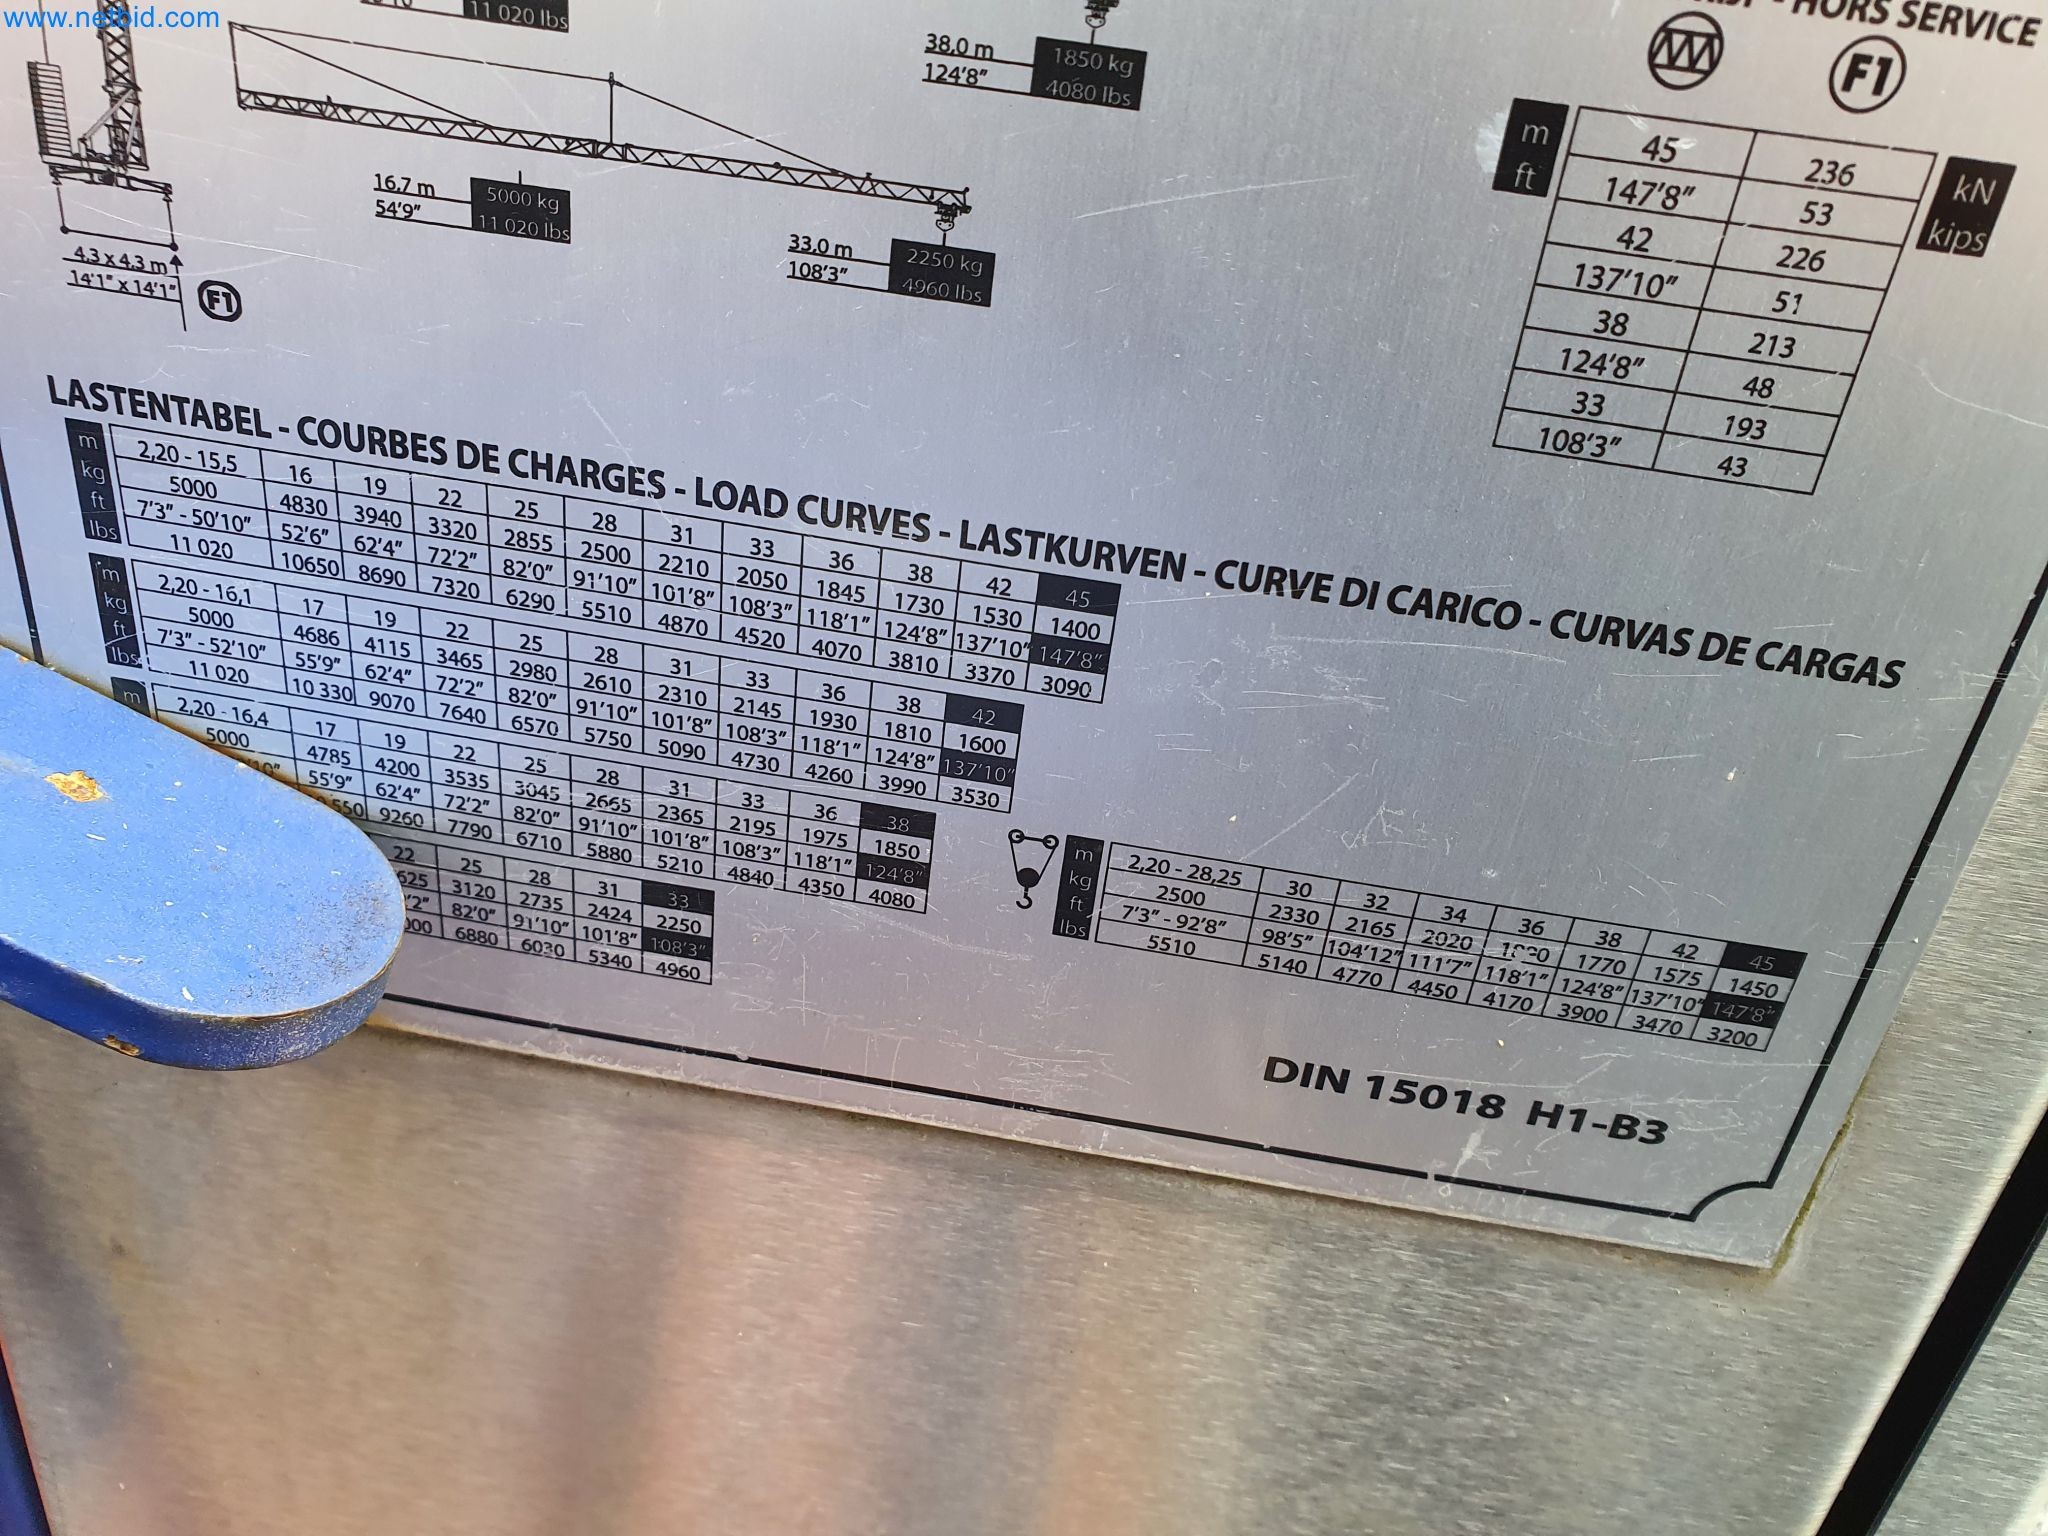 www.netbid.com
11 020 lbs
38,0 m
124'8"
1850 kg
4080 lbs
- HORS SERVICE
F1
m
ft
45 236
147'8" 53
42 226
137'10" 51
38 213
124'8" 48
33 193
108'3" 43
kN
kips
16,7 m
54'9"
5000 kg
11 020 lbs
33,0 m
108'3"
2250 kg
4960 lbs
4,3 x 4,3 m
14'1" x 14'1"
F1
LASTENTABEL - COURBES DE CHARGES - LOAD CURVES - LASTKURVEN - CURVE DI CARICO - CURVAS DE CARGAS
m 2,20 - 15,5 16 19 22 25 28 31 33 36 38 42 45
kg 5000 4830 3940 3320 2855 2500 2210 2050 1845 1730 1530 1400
ft 7'3" - 50'10" 52'6" 62'4" 72'2" 82'0" 91'10" 101'8" 108'3" 118'1" 124'8" 137'10" 147'8"
lbs 11 020 10650 8690 7320 6290 5510 4870 4520 4070 3810 3370 3090
m 2,20 - 16,1 17 19 22 25 28 31 33 36 38 42
kg 5000 4686 4115 3465 2980 2610 2310 2145 1930 1810 1600
ft 7'3" - 52'10" 55'9" 62'4" 72'2" 82'0" 91'10" 101'8" 108'3" 118'1" 124'8" 137'10"
lbs 11 020 10 330 9070 7640 6570 5750 5090 4730 4260 3990 3530
m 2,20 - 16,4 17 19 22 25 28 31 33 36 38
5000 4785 4200 3535 3045 2665 2365 2195 1975 1850
55'9" 62'4" 72'2" 82'0" 91'10" 101'8" 108'3" 118'1" 124'8"
550 9260 7790 6710 5880 5210 4840 4350 4080
22 25 28 31 33
625 3120 2735 2424 2250
82'0" 91'10" 101'8" 108'3"
6880 6030 5340 4960
m 2,20 - 28,25 30 32 34 36 38 42 45
kg 2500 2330 2165 2020 1770 1575 1450
ft 7'3" - 92'8" 98'5" 104'12" 111'7" 118'1" 124'8" 137'10" 147'8"
lbs 5510 5140 4770 4450 4170 3900 3470 3200
DIN 15018 H1-B3